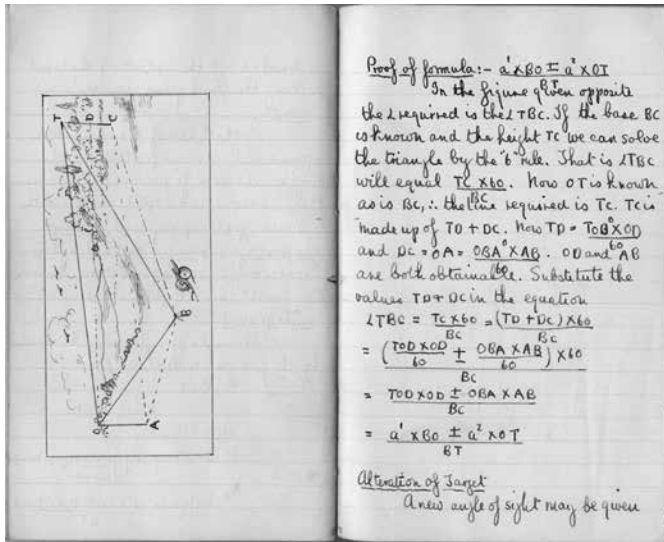 T
D
C
B
O
A
Proof of formula:- a¹ × BO ± a² × OT
BT
In the figure given opposite
the ∠ required is the ∠TBC. If the base BC
is known and the height TC we can solve
the triangle by the "6" rule. That is ∠TBC
will equal TC × 60. Now OT is known
BC
as is BC, ∴ the line required is TC. TC is
made up of TD + DC. Now TD = TOD° × OD
60
and DC = OA = OBA° × AB. OD and AB
60
are both obtainable. Substitute the
values TD + DC in the equation
∠TBC = TC × 60 = (TD + DC) × 60
BC BC
= (TOD × OD ± OBA × AB) × 60
60 60
BC
= TOD × OD ± OBA × AB
BC
= a¹ × BO ± a² × OT
BT
Alteration of Target
A new angle of sight may be given